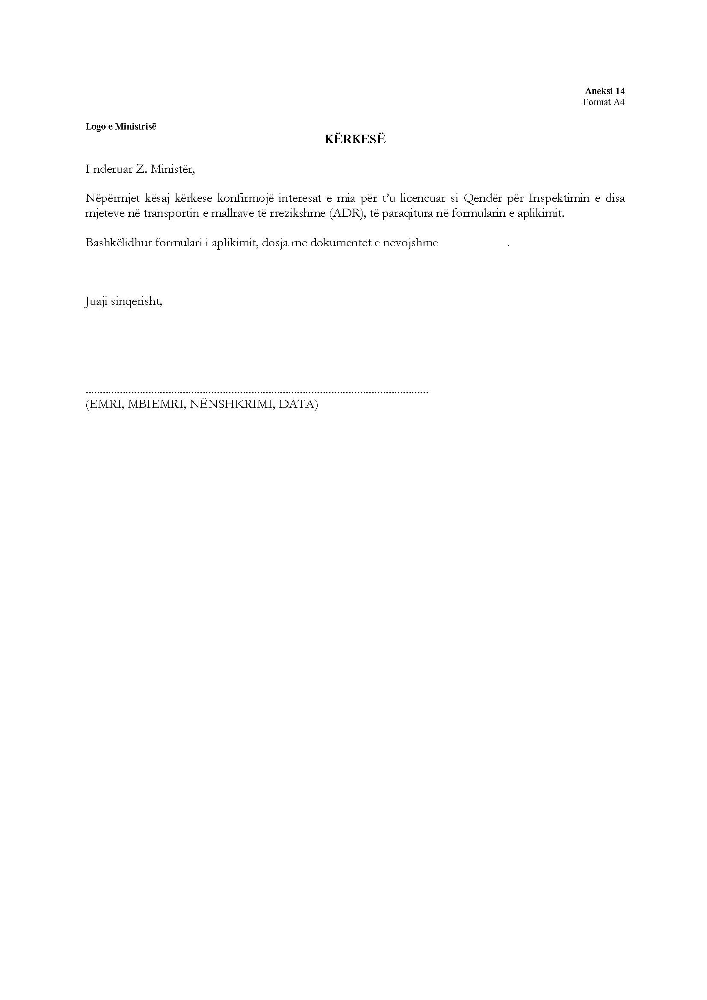 Aneksi 14
Format A4
Logo e Ministrisë
KËRKESË
I nderuar Z. Ministër,
Nëpërmjet kësaj kërkese konfirmojë interesat e mia për t’u licencuar si Qendër për Inspektimin e disa
mjeteve në transportin e mallrave të rrezikshme (ADR), të paraqitura në formularin e aplikimit.
Bashkëlidhur formulari i aplikimit, dosja me dokumentet e nevojshme .
Juaji sinqerisht,
........................................................................................................................
(EMRI, MBIEMRI, NËNSHKRIMI, DATA)